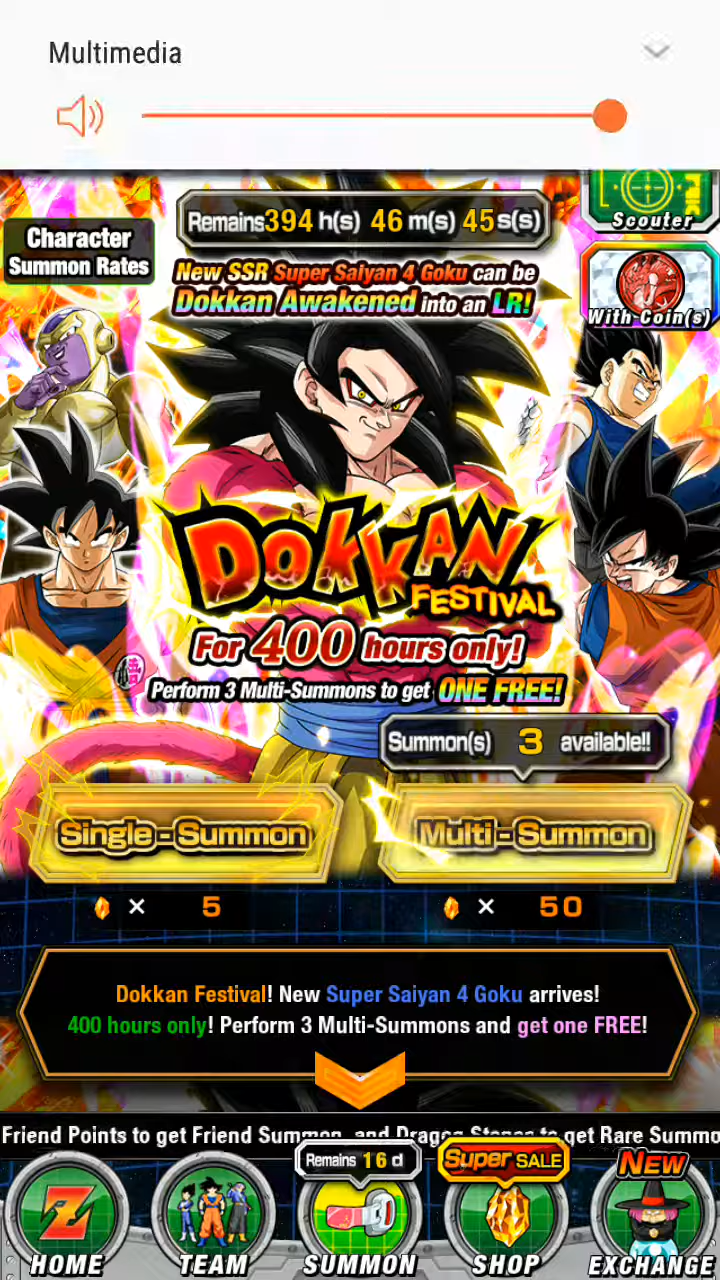 Multimedia
Remains 394 h(s) 46 m(s) 45 s(s)
Scouter
Character
Summon Rates
New SSR Super Saiyan 4 Goku can be
Dokkan Awakened into an LR!
With Coin(s)
DOKKAN
FESTIVAL
For 400 hours only!
Perform 3 Multi-Summons to get ONE FREE!
Summon(s) 3 available!!
Single-Summon
Multi-Summon
× 5
× 50
Dokkan Festival! New Super Saiyan 4 Goku arrives!
400 hours only! Perform 3 Multi-Summons and get one FREE!
Friend Points to get Friend Summon, and Dragon Stones to get Rare Summo
Remains 16 d
Super SALE
NEW
HOME
TEAM
SUMMON
SHOP
EXCHANGE